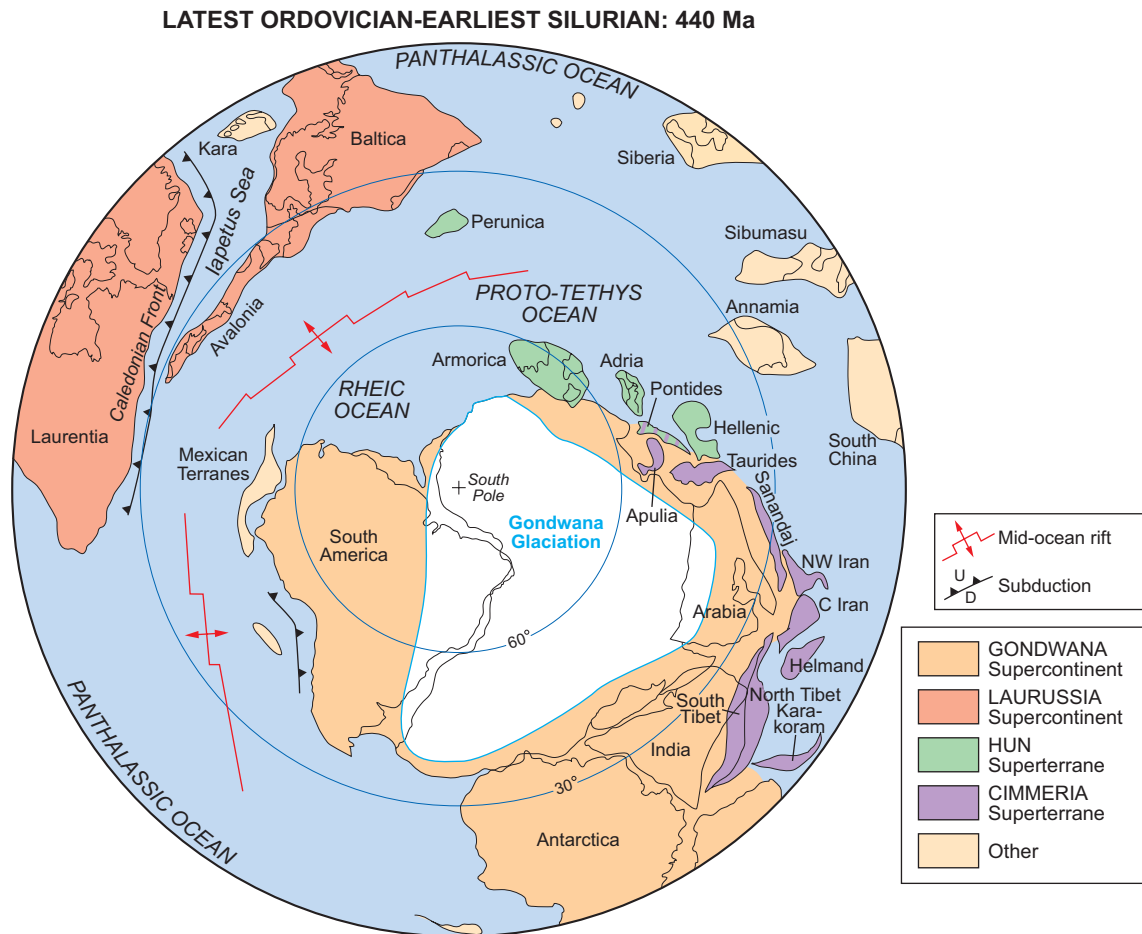 LATEST ORDOVICIAN-EARLIEST SILURIAN: 440 Ma
PANTHALASSIC OCEAN
Kara
Baltica
Siberia
Iapetus Sea
Perunica
Sibumasu
PROTO-TETHYS
OCEAN
Annamia
Avalonia
Caledonian Front
Armorica
Adria
Pontides
RHEIC
OCEAN
Laurentia
Hellenic
South
China
Mexican
Terranes
Taurides
South
Pole
Sanandaj
Apulia
Gondwana
Glaciation
South
America
NW Iran
C Iran
Arabia
60°
Helmand
South
Tibet
North Tibet
Kara-
koram
India
30°
PANTHALASSIC OCEAN
Antarctica
Mid-ocean rift
U
D
Subduction
GONDWANA
Supercontinent
LAURUSSIA
Supercontinent
HUN
Superterrane
CIMMERIA
Superterrane
Other